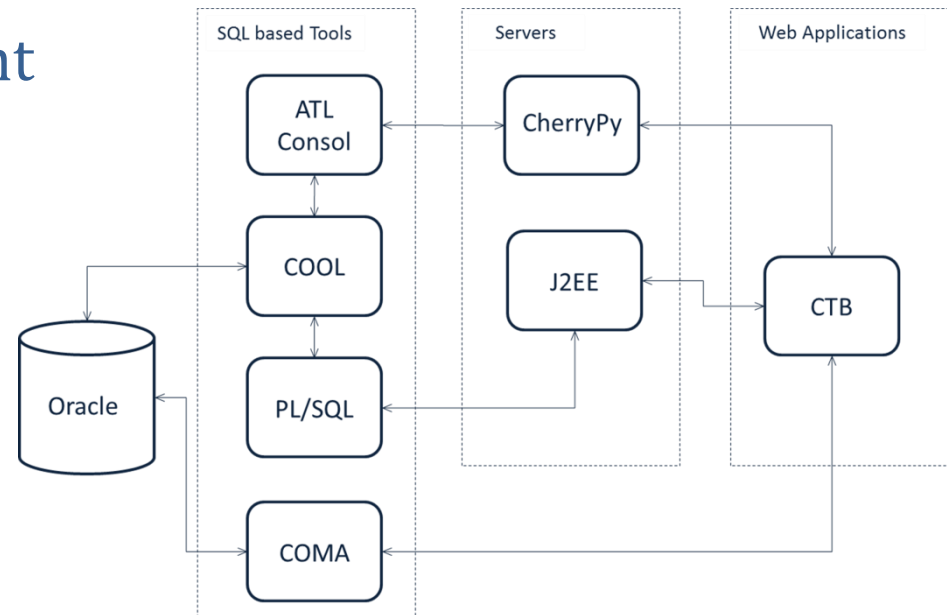 nt
SQL based Tools
Servers
Web Applications
ATL
Consol
CherryPy
COOL
J2EE
CTB
Oracle
PL/SQL
COMA